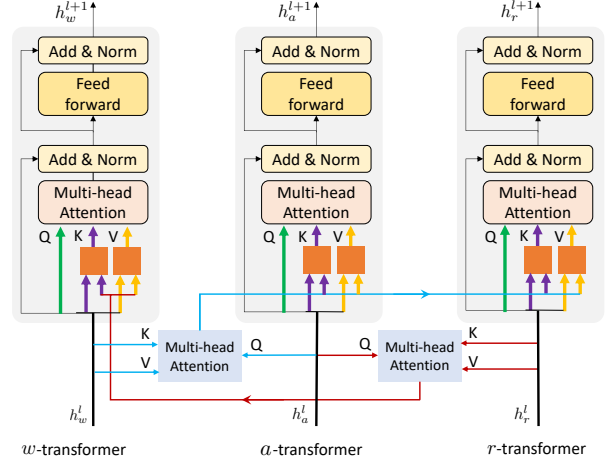 $h_w^{l+1}$ $h_a^{l+1}$ $h_r^{l+1}$
Add & Norm Add & Norm Add & Norm
Feed forward Feed forward Feed forward
Add & Norm Add & Norm Add & Norm
Multi-head Attention Multi-head Attention Multi-head Attention
Q K V Q K V Q K V
K Q Q K
V Multi-head Attention Multi-head Attention V
$h_w^l$ $h_a^l$ $h_r^l$
w-transformer a-transformer r-transformer